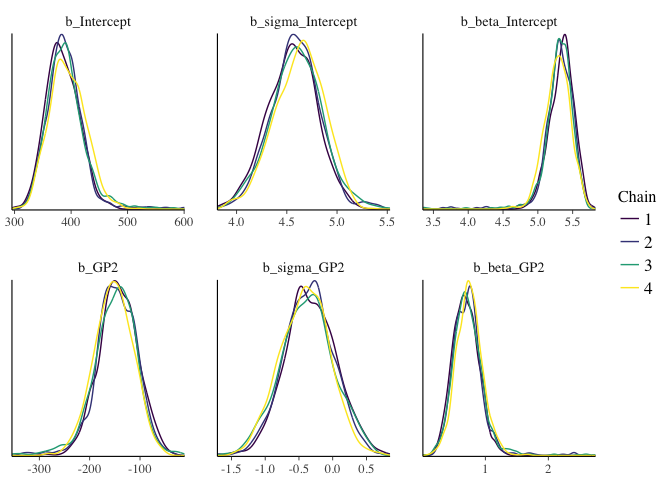 b_Intercept b_sigma_Intercept b_beta_Intercept
300 400 500 600 4.0 4.5 5.0 5.5 3.5 4.0 4.5 5.0 5.5
Chain
1
2
3
4
b_GP2 b_sigma_GP2 b_beta_GP2
-300 -200 -100 -1.5 -1.0 -0.5 0.0 0.5 1 2